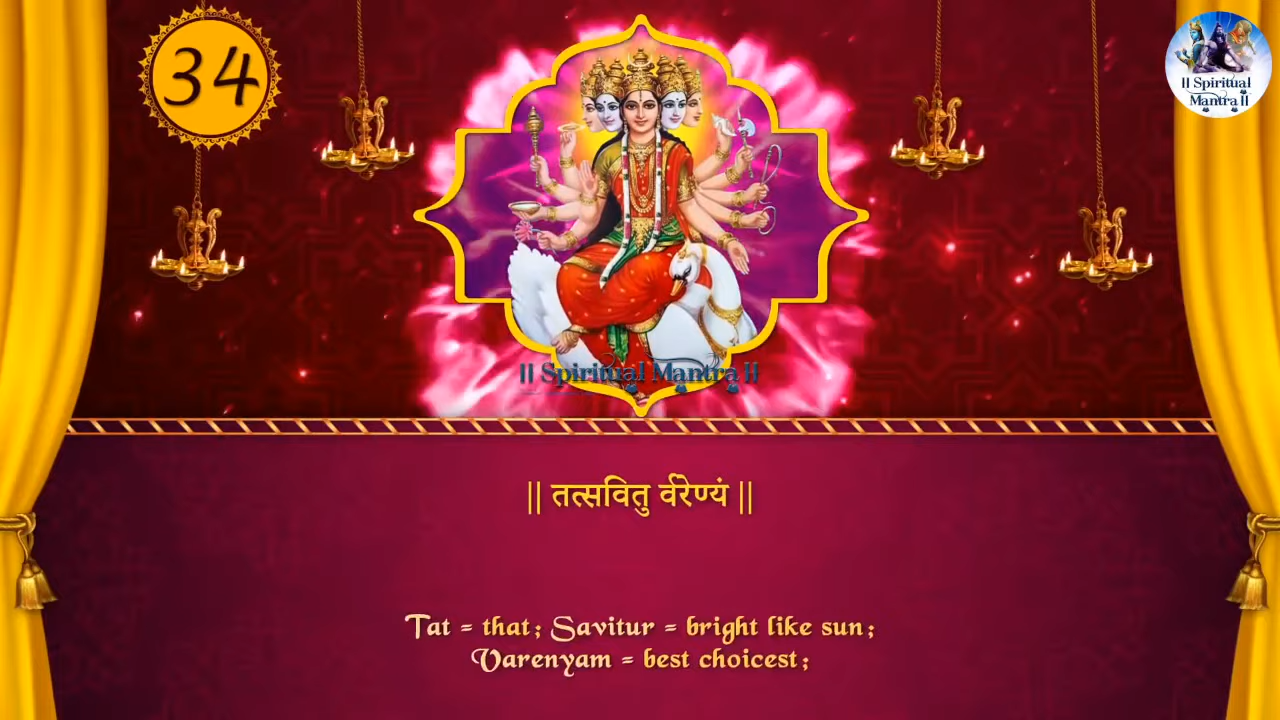 34
|| Spiritual
Mantra ||
|| Spiritual Mantra ||
|| तत्सवितु र्वरेण्यं ||
Tat = that; Savitur = bright like sun;
Varenyam = best choicest;